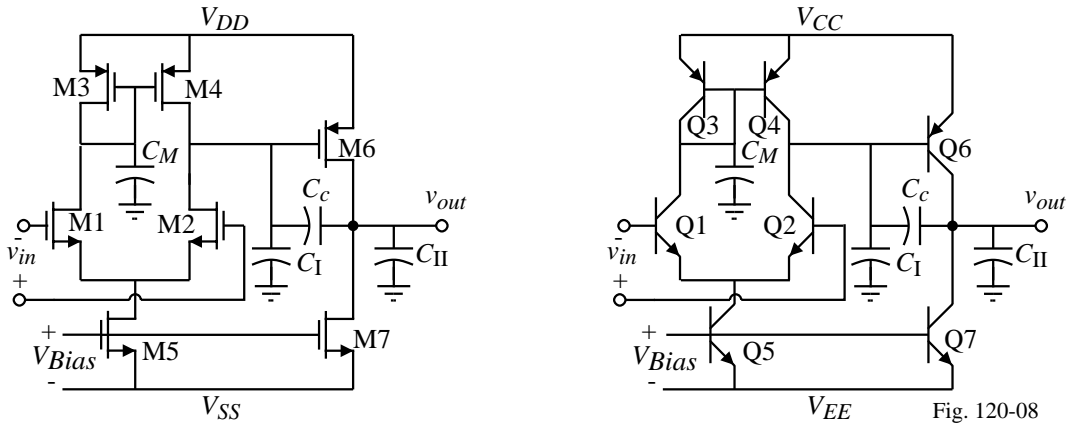 VDD
VCC
M3
M4
Q3
Q4
M6
Q6
CM
CM
Cc
vout
Cc
vout
M1
M2
Q1
Q2
-
vin
+
CI
CII
-
vin
+
CI
CII
+
VBias
-
M5
M7
+
VBias
-
Q5
Q7
VSS
VEE
Fig. 120-08